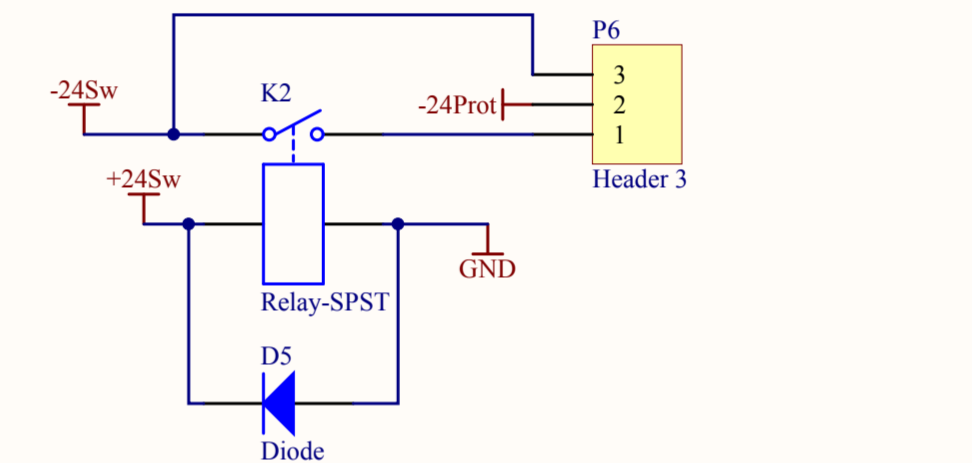 P6
-24Sw
K2
3
-24Prot
2
1
+24Sw
Header 3
GND
Relay-SPST
D5
Diode